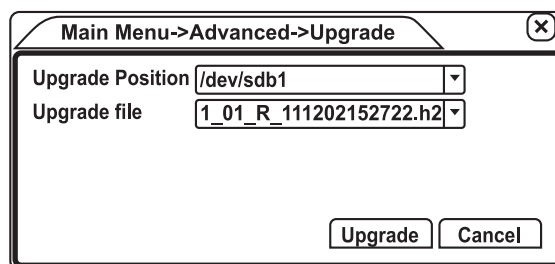 Main Menu->Advanced->Upgrade
Upgrade Position /dev/sdb1
Upgrade file 1_01_R_111202152722.h2
Upgrade Cancel